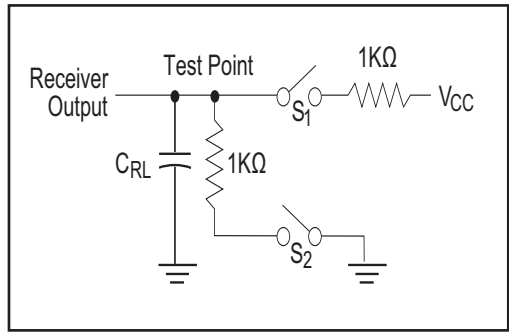 Receiver
Output
Test Point
1KΩ
S1
VCC
CRL
1KΩ
S2